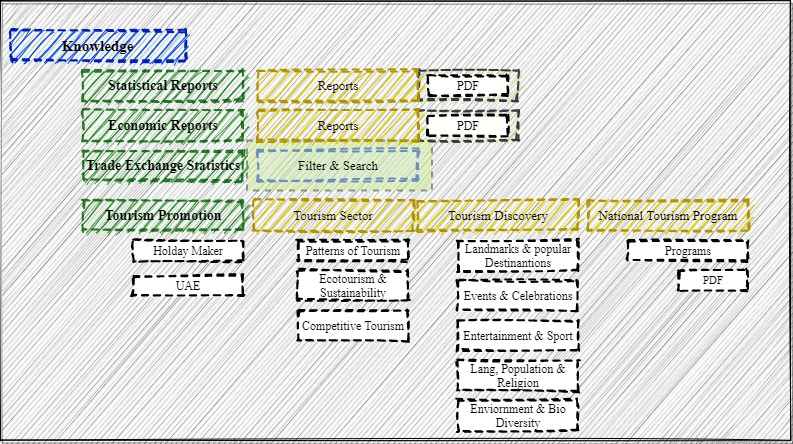 Knowledge
Statistical Reports Reports PDF
Economic Reports Reports PDF
Trade Exchange Statistics Filter & Search
Tourism Promotion Tourism Sector Tourism Discovery National Tourism Program
Holday Maker Patterns of Tourism Landmarks & popular Destinantions Programs
UAE Ecotourism & Sustainability Events & Celebrations PDF
Competitive Tourism Entertainment & Sport
Lang, Population & Religion
Enviornment & Bio Diversity